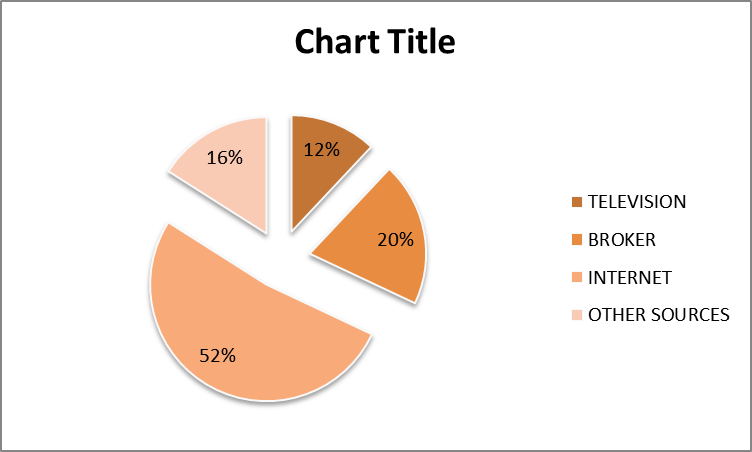 Chart Title
16%
12%
20%
52%
TELEVISION
BROKER
INTERNET
OTHER SOURCES